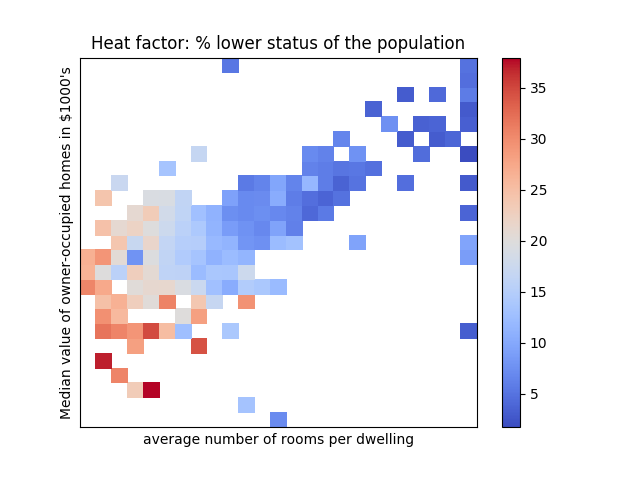 Heat factor: % lower status of the population
Median value of owner-occupied homes in $1000's
average number of rooms per dwelling
35
30
25
20
15
10
5